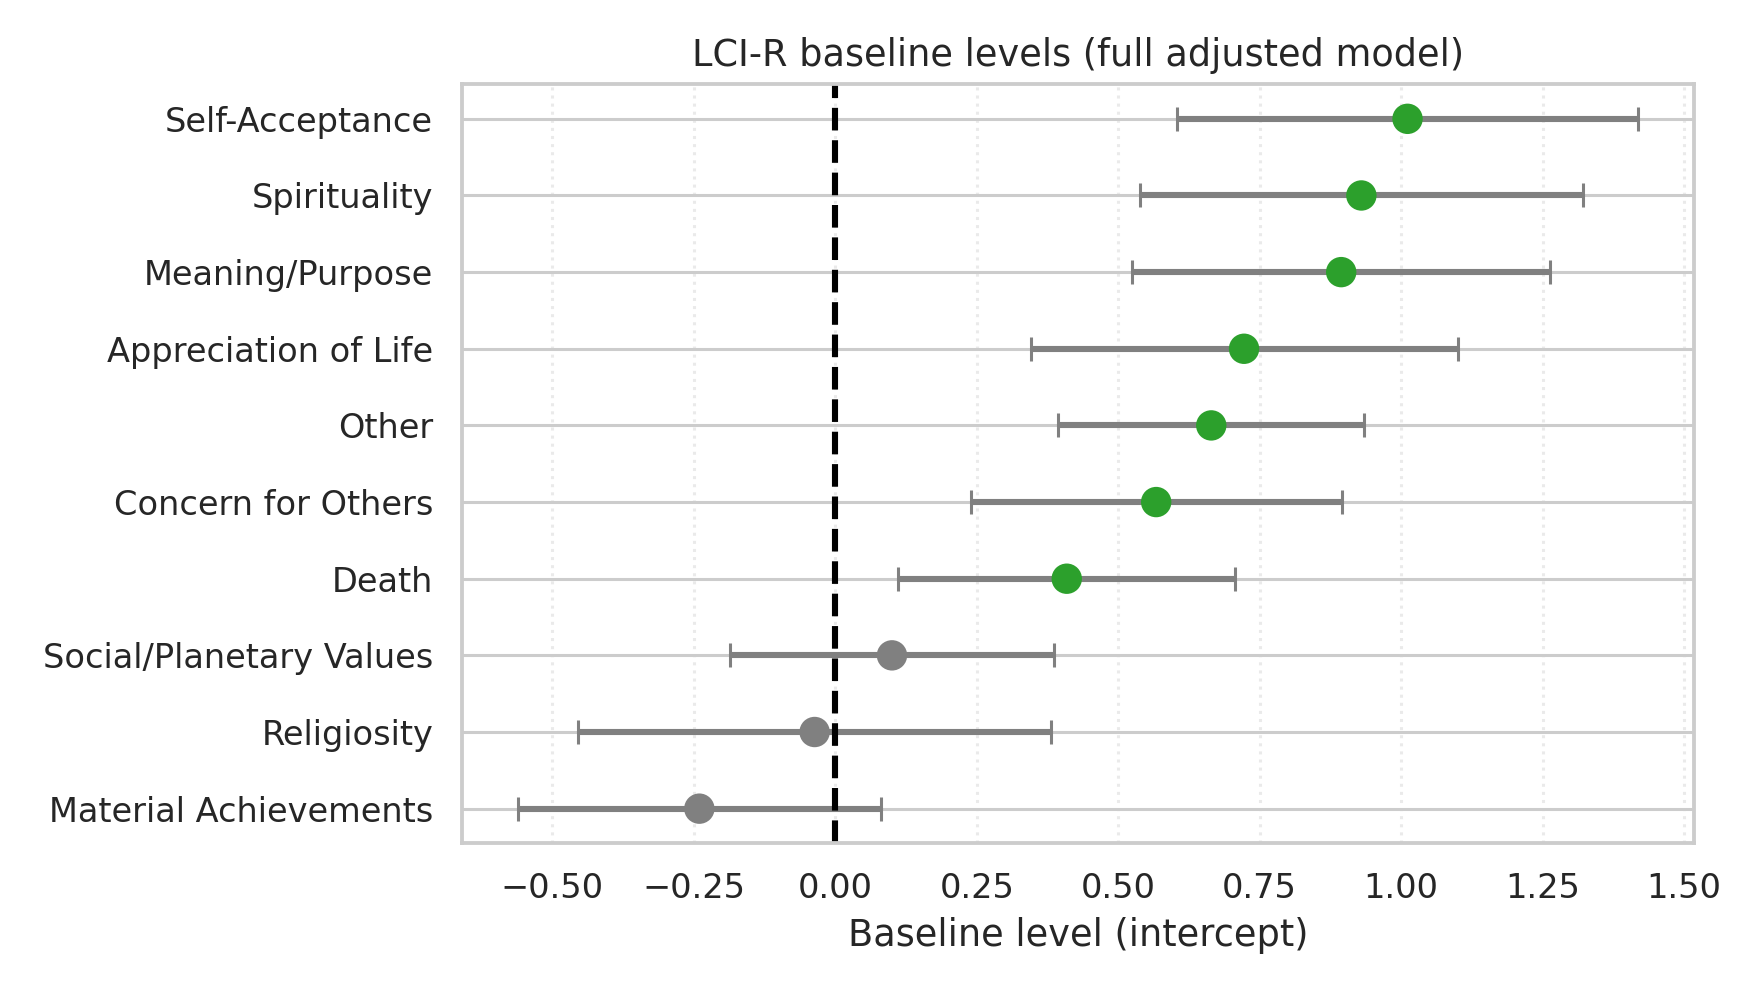 LCI-R baseline levels (full adjusted model)
Self-Acceptance
Spirituality
Meaning/Purpose
Appreciation of Life
Other
Concern for Others
Death
Social/Planetary Values
Religiosity
Material Achievements
−0.50 −0.25 0.00 0.25 0.50 0.75 1.00 1.25 1.50
Baseline level (intercept)